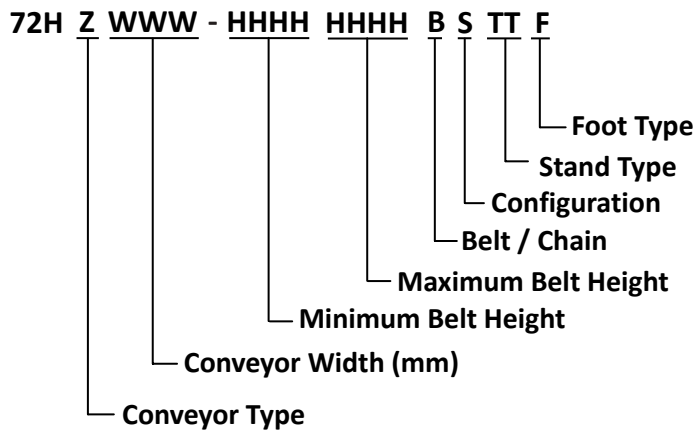 72H Z WWW - HHHH HHHH B S TT F
Foot Type
Stand Type
Configuration
Belt / Chain
Maximum Belt Height
Minimum Belt Height
Conveyor Width (mm)
Conveyor Type